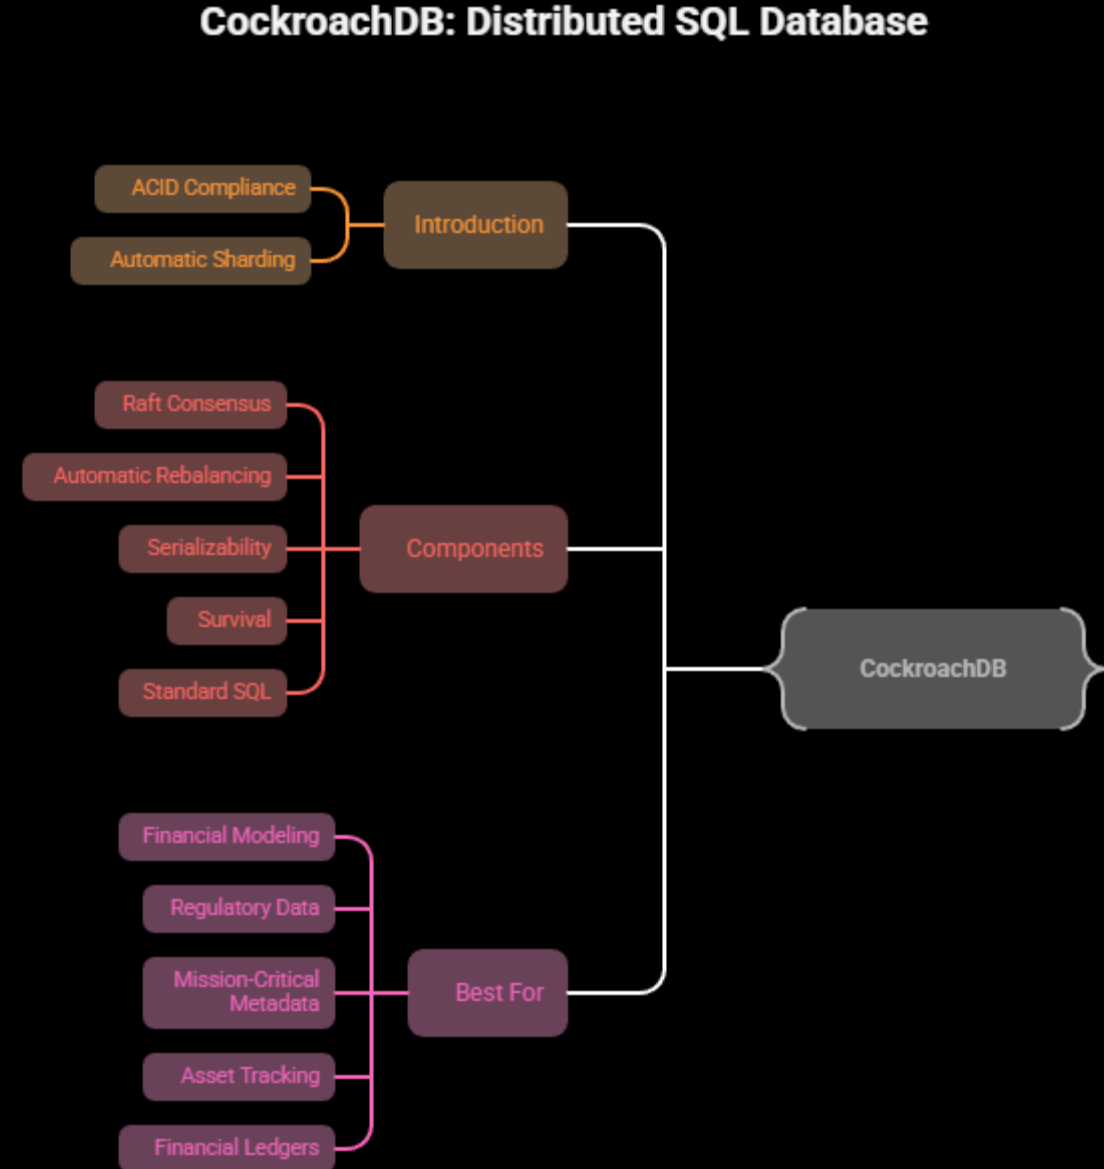 CockroachDB: Distributed SQL Database
ACID Compliance
Automatic Sharding
Introduction
Raft Consensus
Automatic Rebalancing
Serializability
Survival
Standard SQL
Components
CockroachDB
Financial Modeling
Regulatory Data
Mission-Critical
Metadata
Asset Tracking
Financial Ledgers
Best For